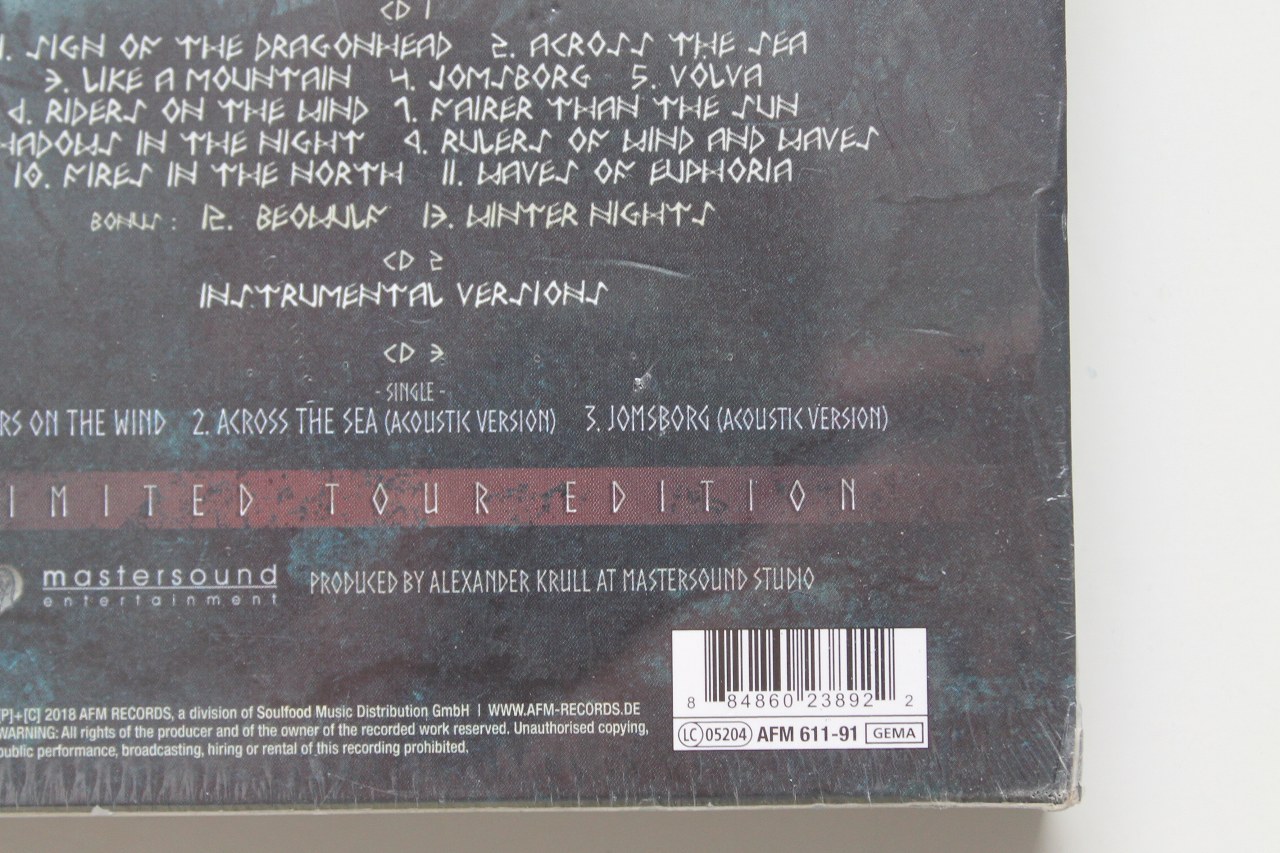 CD 1
1. SIGN OF THE DRAGONHEAD 2. ACROSS THE SEA
3. LIKE A MOUNTAIN 4. JOMSBORG 5. VÖLVA
6. RIDERS ON THE WIND 7. FAIRER THAN THE SUN
HADOWS IN THE NIGHT 9. RULERS OF WIND AND WAVES
10. FIRES IN THE NORTH 11. WAVES OF EUPHORIA
BONUS: 12. BEOWULF 13. WINTER NIGHTS
CD 2
INSTRUMENTAL VERSIONS
CD 3
- SINGLE -
RS ON THE WIND 2. ACROSS THE SEA (ACOUSTIC VERSION) 3. JOMSBORG (ACOUSTIC VERSION)
IMITED TOUR EDITION
mastersound
entertainment
PRODUCED BY ALEXANDER KRULL AT MASTERSOUND STUDIO
8 84860 23892 2
LC 05204 AFM 611-91 GEMA
[P]+[C] 2018 AFM RECORDS, a division of Soulfood Music Distribution GmbH | WWW.AFM-RECORDS.DE
WARNING: All rights of the producer and of the owner of the recorded work reserved. Unauthorised copying,
public performance, broadcasting, hiring or rental of this recording prohibited.